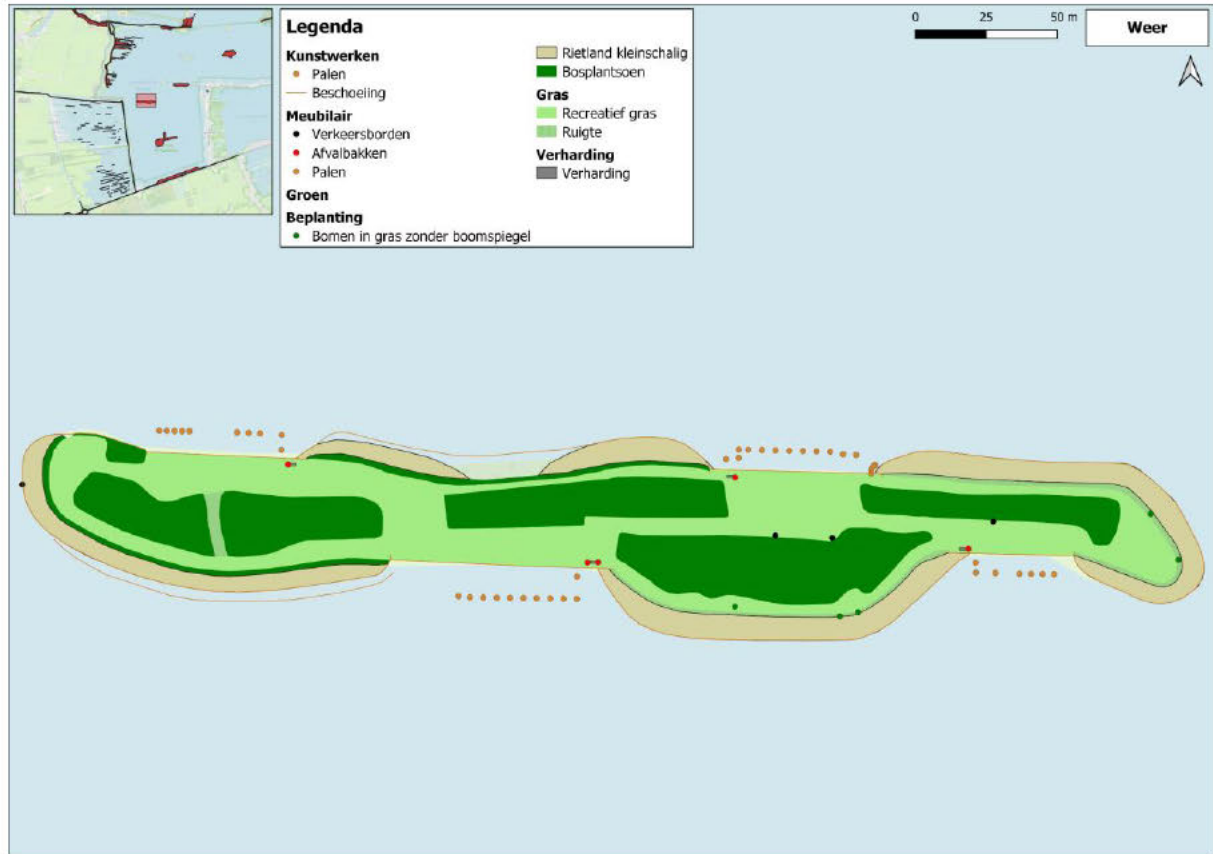 Legenda
Kunstwerken
Palen
Beschoeiing
Meubilair
Verkeersborden
Afvalbakken
Palen
Groen
Beplanting
Bomen in gras zonder boomspiegel
Rietland kleinschalig
Bosplantsoen
Gras
Recreatief gras
Ruigte
Verharding
Verharding
0 25 50 m
Weer